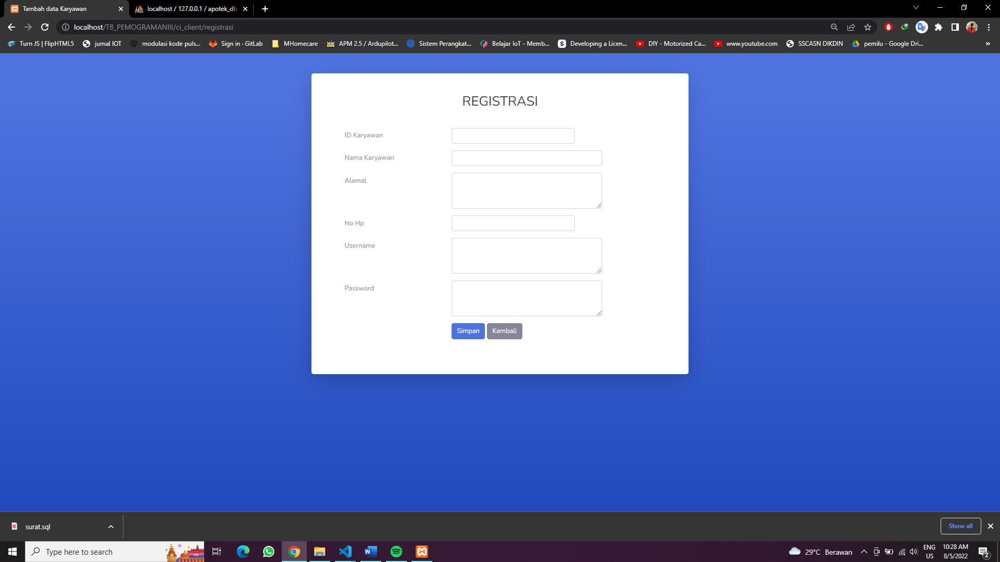 Tambah data Karyawan
localhost / 127.0.0.1 / apotek_db
localhost/TB_PEMOGRAMANIII/ci_client/registrasi
Turn JS | FlipHTML5 jurnal IOT modulasi kode puls... Sign in · GitLab MHomecare APM 2.5 / Ardupilot... Sistem Perangkat... Belajar IoT - Memb... Developing a Licen... DIY - Motorized Ca... www.youtube.com SSCASN DIKDIN pemilu - Google Dri...
REGISTRASI
ID Karyawan
Nama Karyawan
Alamat
No Hp
Username
Password
Simpan Kembali
surat.sql
Show all
Type here to search
29°C Berawan
ENG
US
10:28 AM
8/5/2022
2